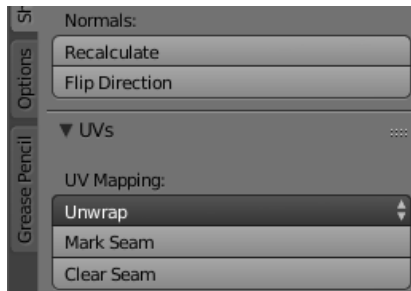 Normals:
Recalculate
Flip Direction
UVs
UV Mapping:
Unwrap
Mark Seam
Clear Seam
Options
Grease Pencil